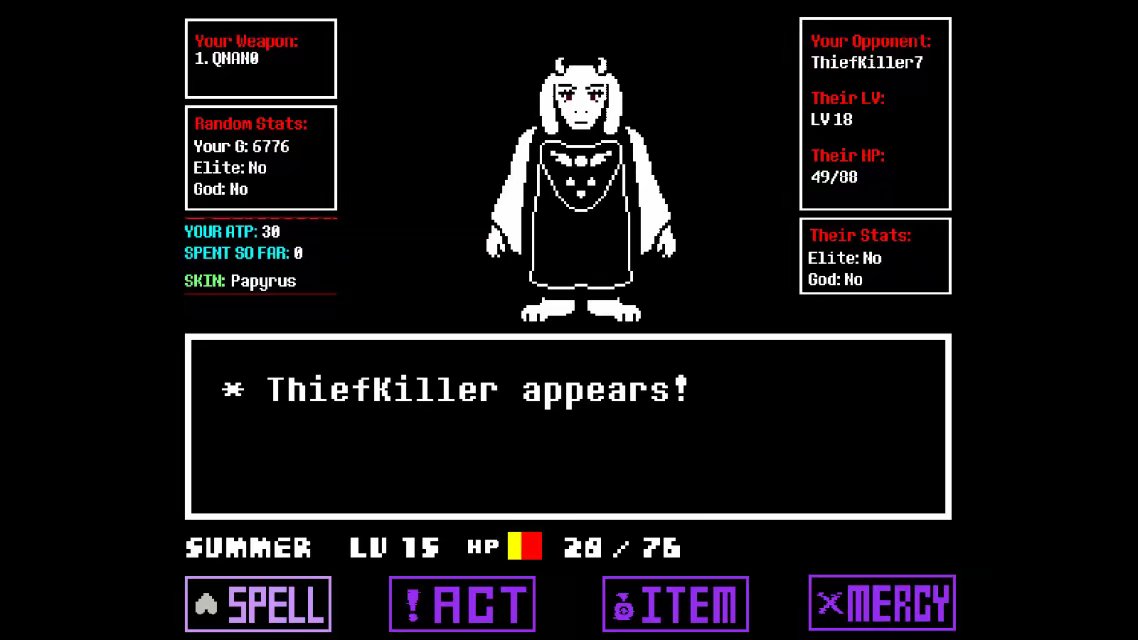 Your Weapon:
1. QNAN0
Random Stats:
Your G: 6776
Elite: No
God: No
YOUR ATP: 30
SPENT SO FAR: 0
SKIN: Papyrus
Your Opponent:
ThiefKiller7
Their LV:
LV 18
Their HP:
49/88
Their Stats:
Elite: No
God: No
* ThiefKiller appears!
SUMMER LV 15 HP 28 / 76
SPELL ACT ITEM MERCY